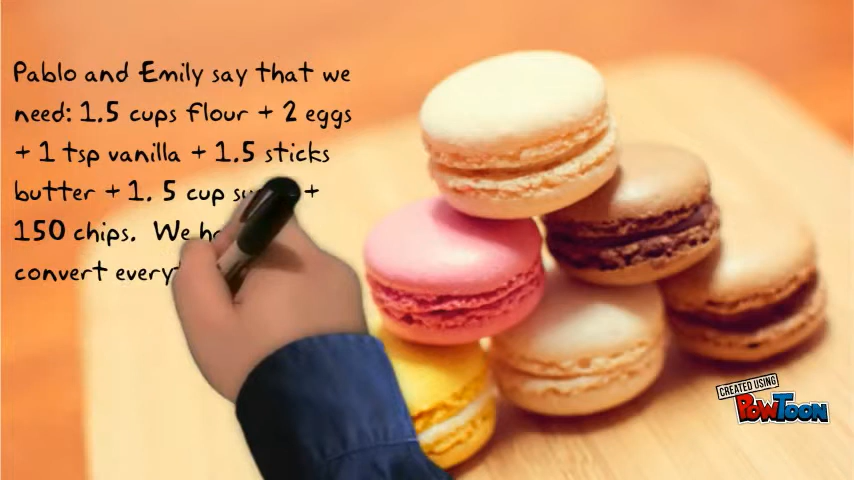 Pablo and Emily say that we
need: 1.5 cups flour + 2 eggs
+ 1 tsp vanilla + 1.5 sticks
butter + 1. 5 cup +
150 chips. We
convert
CREATED USING
POWTOON